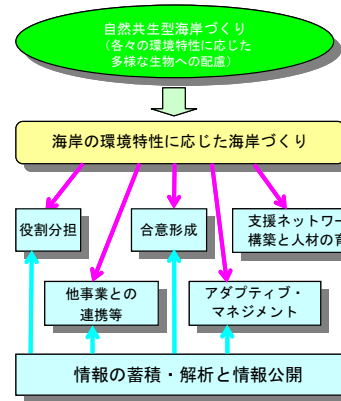 自然共生型海岸づくり
（各々の環境特性に応じた
多様な生物への配慮）
海岸の環境特性に応じた海岸づくり
役割分担
合意形成
支援ネットワー
構築と人材の育
他事業との
連携等
アダプティブ・
マネジメント
情報の蓄積・解析と情報公開